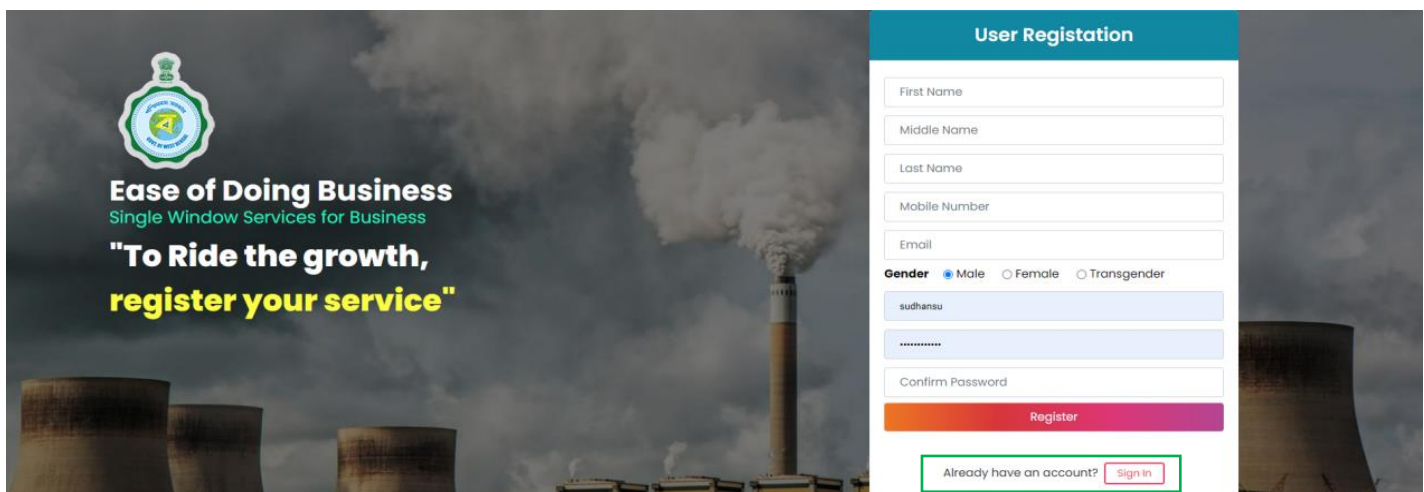 Ease of Doing Business
Single Window Services for Business
"To Ride the growth,
register your service"
User Registation
First Name
Middle Name
Last Name
Mobile Number
Email
Gender Male Female Transgender
sudhansu
••••••••••••
Confirm Password
Register
Already have an account? Sign In